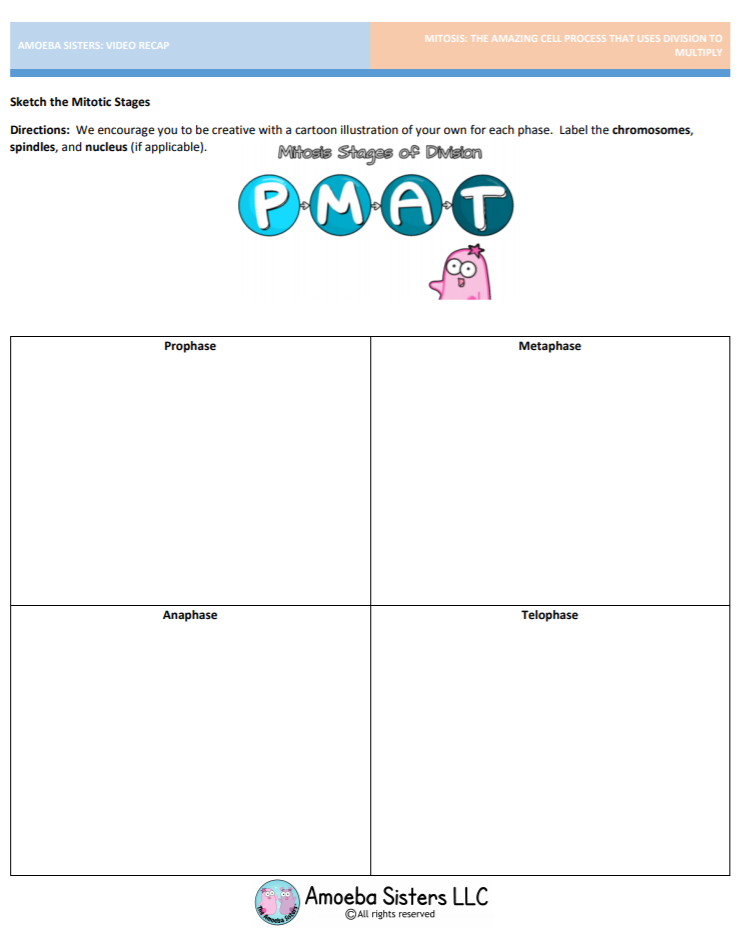 AMOEBA SISTERS: VIDEO RECAP
MITOSIS: THE AMAZING CELL PROCESS THAT USES DIVISION TO
MULTIPLY
Sketch the Mitotic Stages
Directions: We encourage you to be creative with a cartoon illustration of your own for each phase. Label the chromosomes,
spindles, and nucleus (if applicable).
Mitosis Stages of Division
P M A T
Prophase
Metaphase
Anaphase
Telophase
The Amoeba Sisters
Amoeba Sisters LLC
©All rights reserved